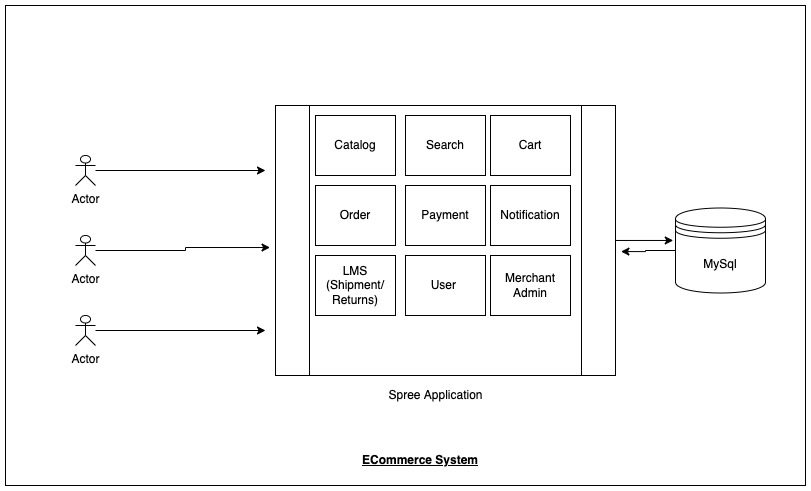 Catalog
Search
Cart
Actor
Order
Payment
Notification
Actor
LMS
(Shipment/
Returns)
User
Merchant
Admin
MySql
Actor
Spree Application
ECommerce System